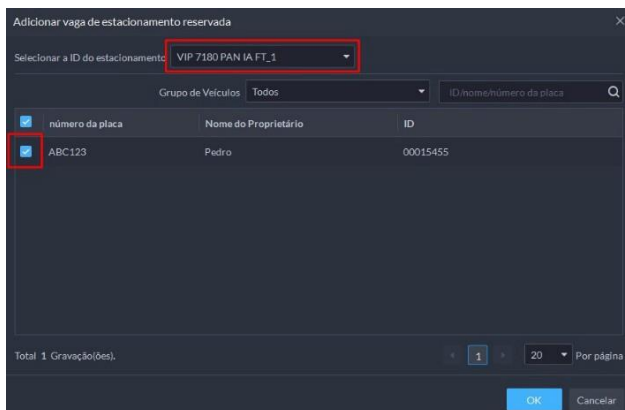 Adicionar vaga de estacionamento reservada
Selecionar a ID do estacionamento VIP 7180 PAN IA FT_1
Grupo de Veículos Todos ID/nome/número da placa
número da placa Nome do Proprietário ID
ABC123 Pedro 00015455
Total 1 Gravação(ões). 1 20 Por página
OK Cancelar